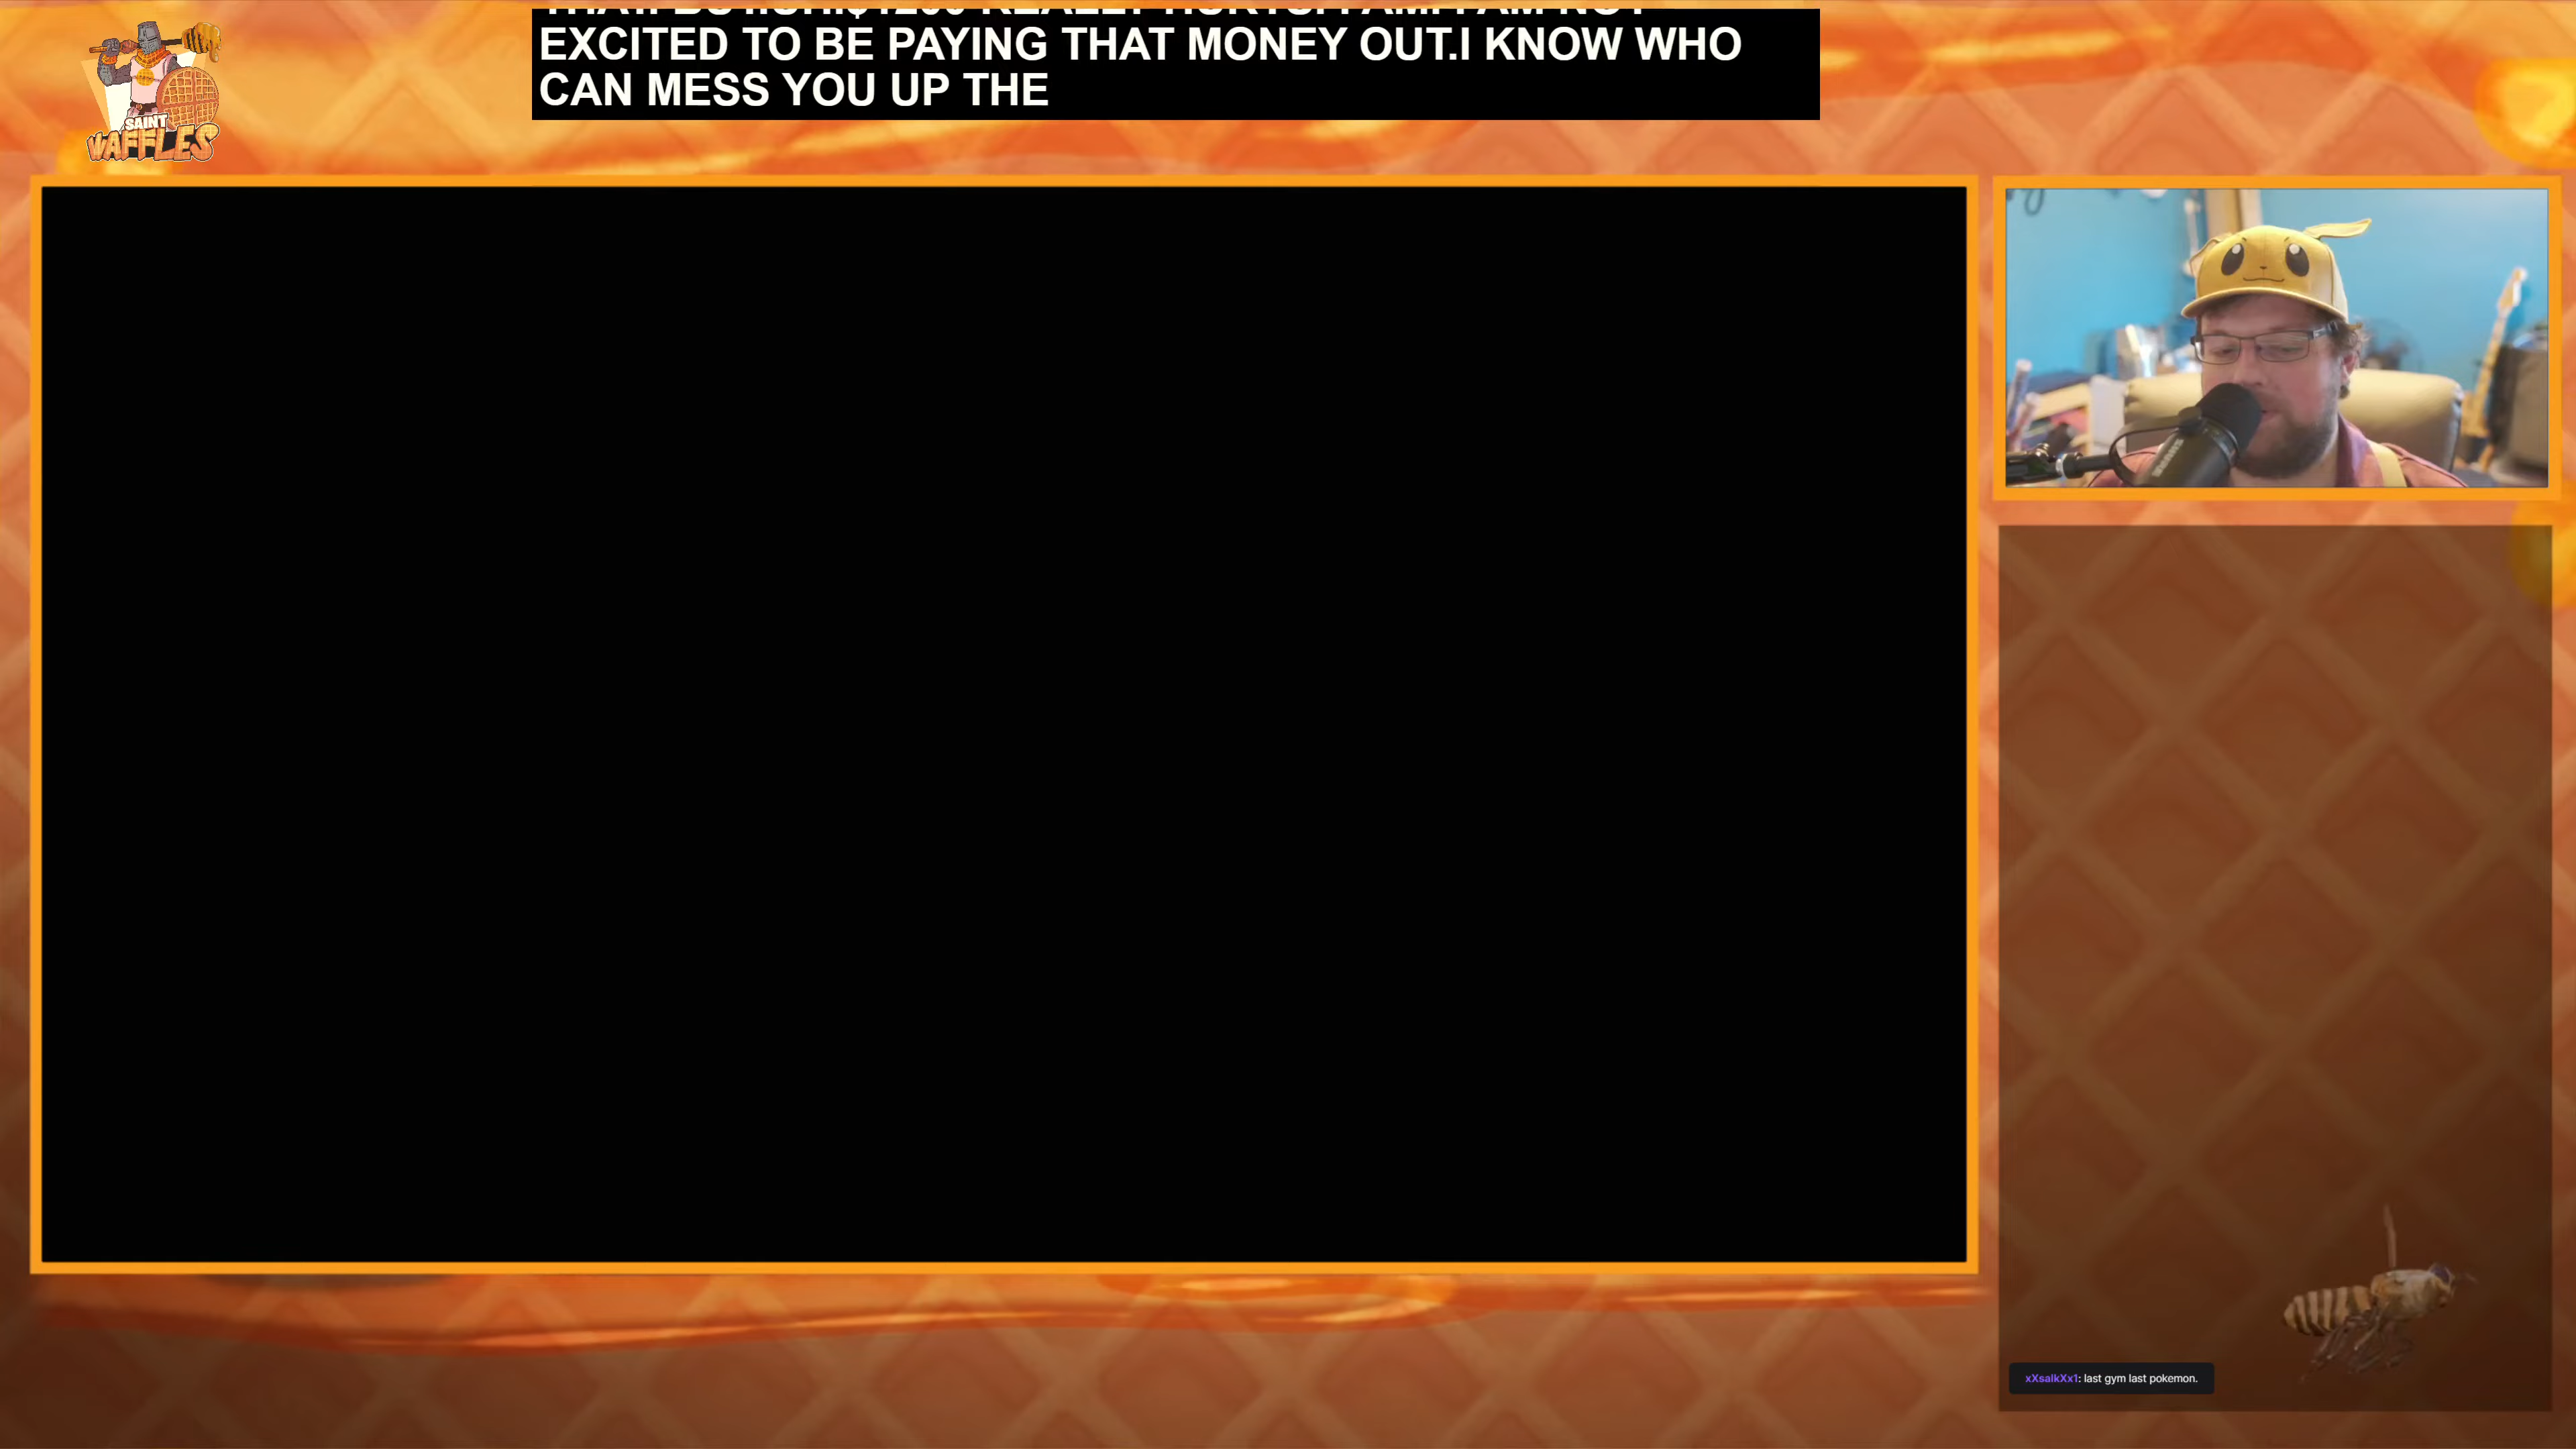 EXCITED TO BE PAYING THAT MONEY OUT.I KNOW WHO
CAN MESS YOU UP THE
SAINT
WAFFLES
xXsalkXx1: last gym last pokemon.